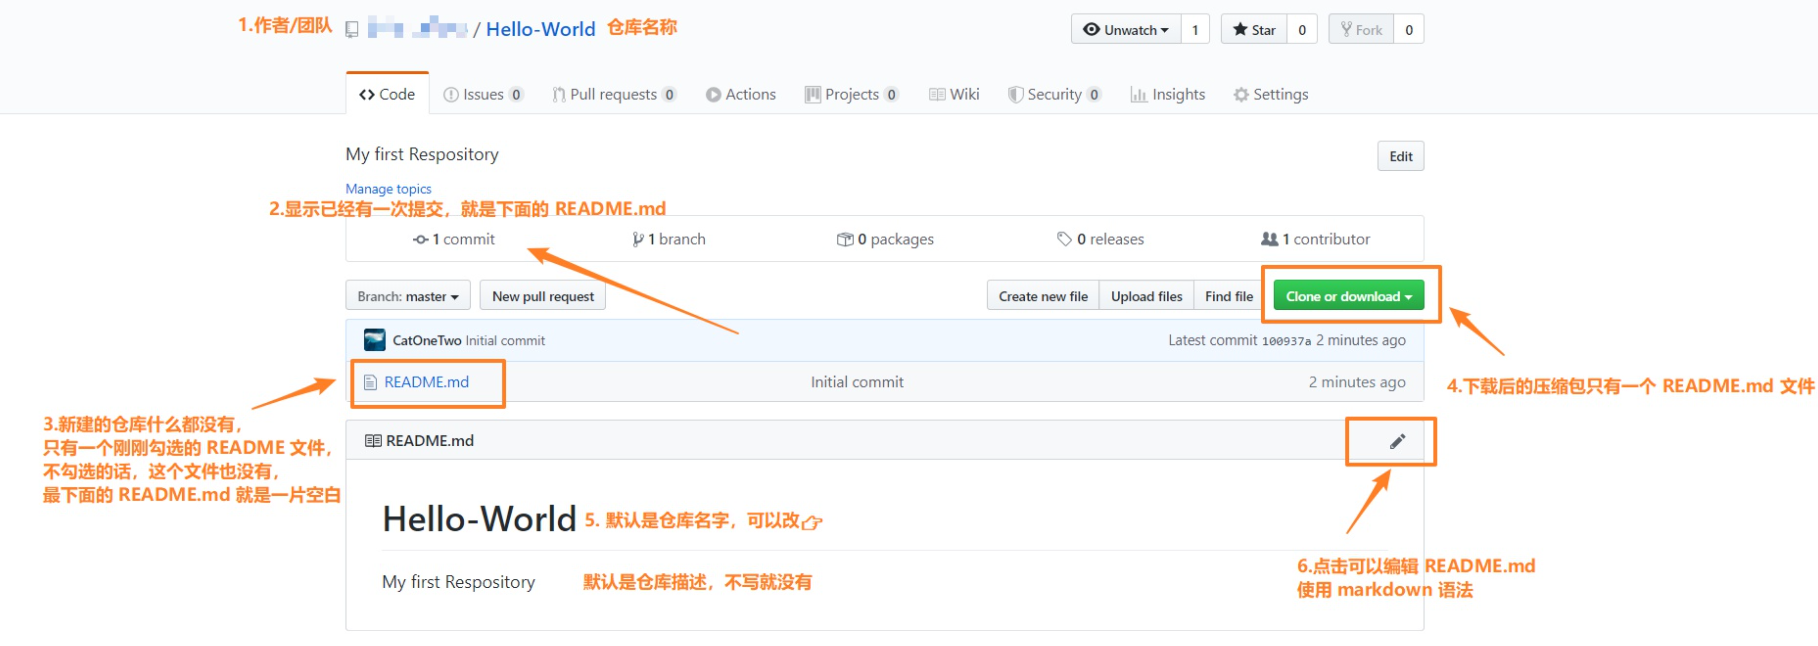 1.作者/团队
/ Hello-World 仓库名称
Unwatch 1
Star 0
Fork 0
Code
Issues 0
Pull requests 0
Actions
Projects 0
Wiki
Security 0
Insights
Settings
My first Respository
Edit
Manage topics
2.显示已经有一次提交，就是下面的 README.md
1 commit
1 branch
0 packages
0 releases
1 contributor
Branch: master
New pull request
Create new file
Upload files
Find file
Clone or download
CatOneTwo Initial commit
Latest commit 100937a 2 minutes ago
README.md
Initial commit
2 minutes ago
4.下载后的压缩包只有一个 README.md 文件
3.新建的仓库什么都没有，
只有一个刚刚勾选的 README 文件，
不勾选的话，这个文件也没有，
最下面的 README.md 就是一片空白
README.md
Hello-World
5. 默认是仓库名字，可以改👉
My first Respository
默认是仓库描述，不写就没有
6.点击可以编辑 README.md
使用 markdown 语法